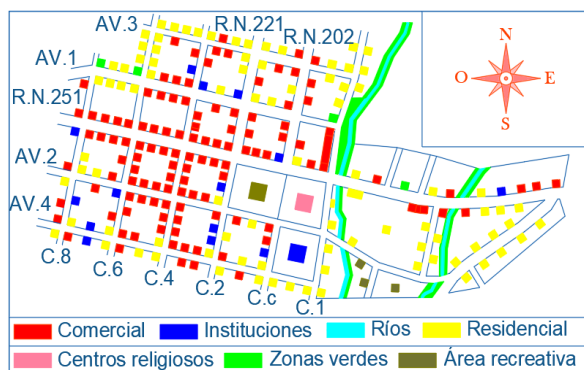 AV.3
R.N.221
R.N.202
AV.1
R.N.251
AV.2
AV.4
C.8
C.6
C.4
C.2
C.c
C.1
N
O
E
S
Comercial
Instituciones
Ríos
Residencial
Centros religiosos
Zonas verdes
Área recreativa